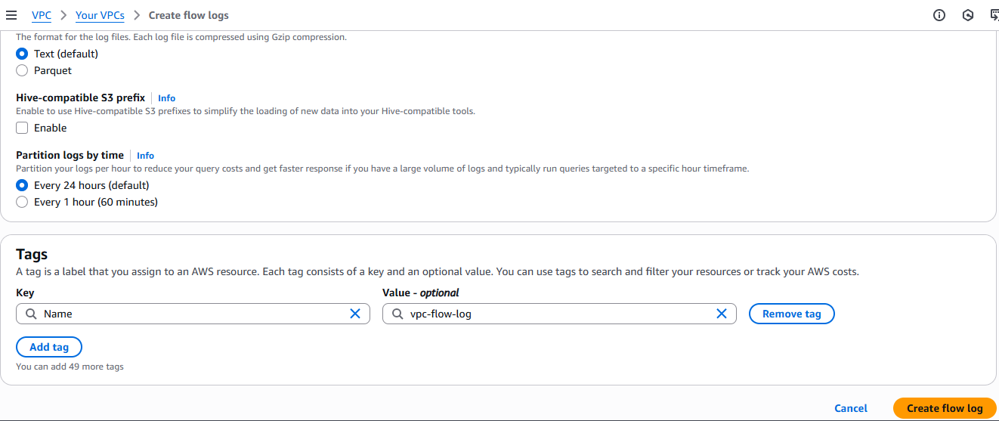 VPC > Your VPCs > Create flow logs
The format for the log files. Each log file is compressed using Gzip compression.
Text (default)
Parquet
Hive-compatible S3 prefix Info
Enable to use Hive-compatible S3 prefixes to simplify the loading of new data into your Hive-compatible tools.
Enable
Partition logs by time Info
Partition your logs per hour to reduce your query costs and get faster response if you have a large volume of logs and typically run queries targeted to a specific hour timeframe.
Every 24 hours (default)
Every 1 hour (60 minutes)
Tags
A tag is a label that you assign to an AWS resource. Each tag consists of a key and an optional value. You can use tags to search and filter your resources or track your AWS costs.
Key Value - optional
Name vpc-flow-log Remove tag
Add tag
You can add 49 more tags
Cancel Create flow log